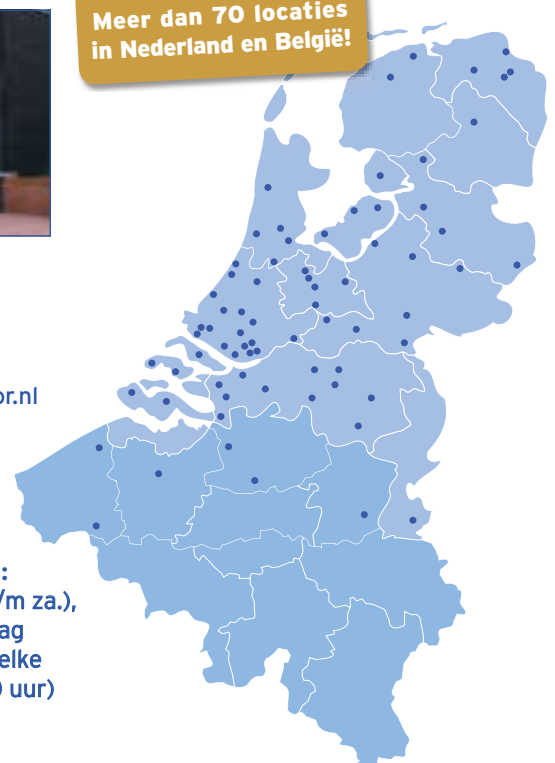 Meer dan 70 locaties
in Nederland en België!
or.nl
:
/m za.),
ag
elke
uur)